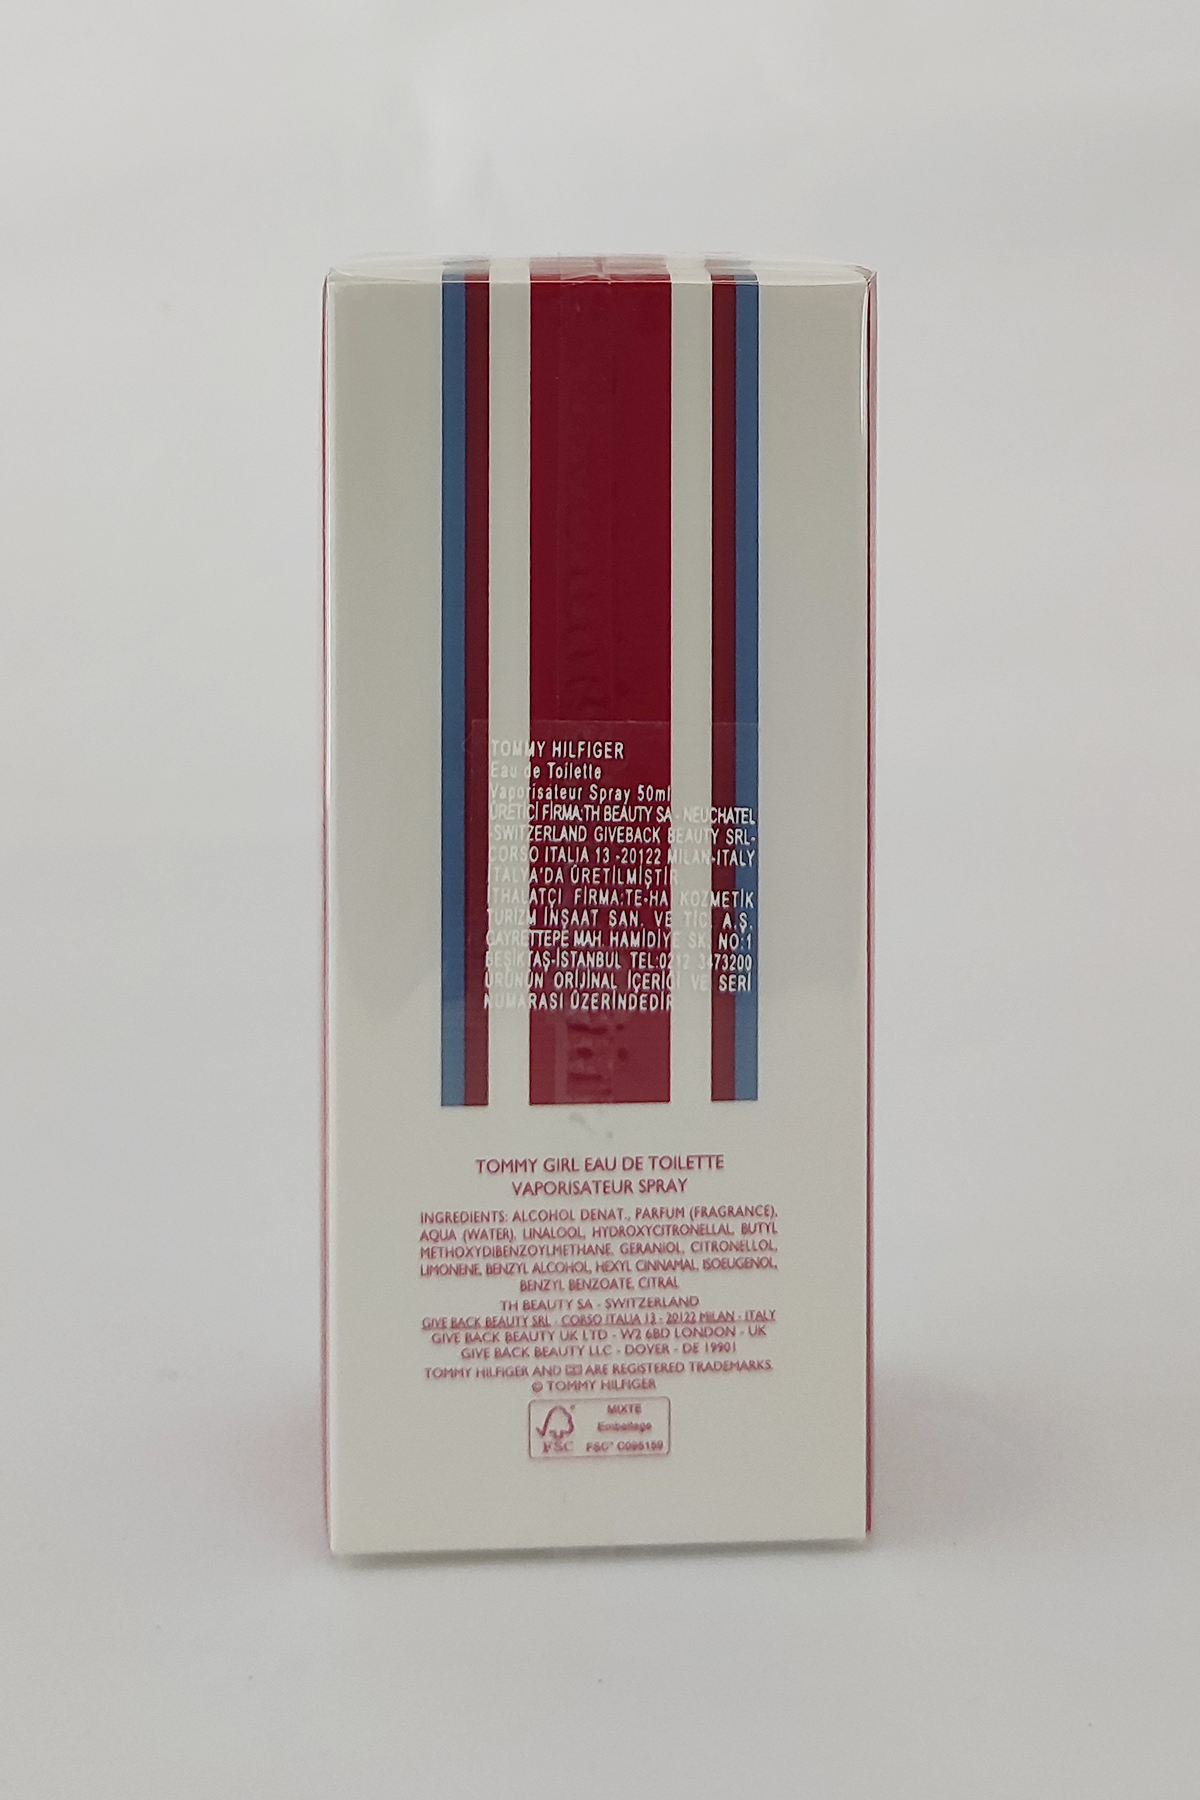 TOMMY HILFIGER
Eau de Toilette
Vaporisateur Spray 50ml
ÜRETİCİ FİRMA:TH BEAUTY SA - NEUCHATEL
-SWITZERLAND GIVEBACK BEAUTY SRL-
CORSO ITALIA 13 -20122 MILAN-ITALY
İTALYA'DA ÜRETİLMİŞTİR
İTHALATÇI FİRMA:TE-HA KOZMETİK
TURİZM İNŞAAT SAN. VE TİC. A.Ş.
GAYRETTEPE MAH. HAMİDİYE SK. NO:1
BEŞİKTAŞ-İSTANBUL TEL:0212 3473200
ÜRÜNÜN ORİJİNAL İÇERİĞİ VE SERİ
NUMARASI ÜZERİNDEDİR
TOMMY GIRL EAU DE TOILETTE
VAPORISATEUR SPRAY
INGREDIENTS: ALCOHOL DENAT., PARFUM (FRAGRANCE),
AQUA (WATER), LINALOOL, HYDROXYCITRONELLAL, BUTYL
METHOXYDIBENZOYLMETHANE, GERANIOL, CITRONELLOL,
LIMONENE, BENZYL ALCOHOL, HEXYL CINNAMAL, ISOEUGENOL,
BENZYL BENZOATE, CITRAL
TH BEAUTY SA - SWITZERLAND
GIVE BACK BEAUTY SRL - CORSO ITALIA 13 - 20122 MILAN - ITALY
GIVE BACK BEAUTY UK LTD - W2 6BD LONDON - UK
GIVE BACK BEAUTY LLC - DOVER - DE 19901
TOMMY HILFIGER AND ARE REGISTERED TRADEMARKS.
© TOMMY HILFIGER
MIXTE
Emballage
FSC FSC® C095159